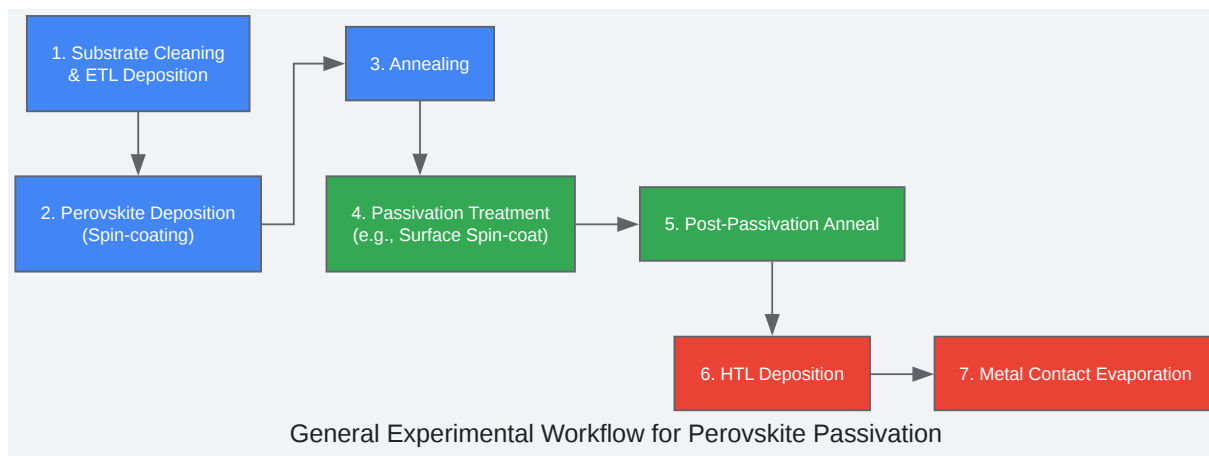 1. Substrate Cleaning
& ETL Deposition
2. Perovskite Deposition
(Spin-coating)
3. Annealing
4. Passivation Treatment
(e.g., Surface Spin-coat)
5. Post-Passivation Anneal
6. HTL Deposition
7. Metal Contact Evaporation
General Experimental Workflow for Perovskite Passivation